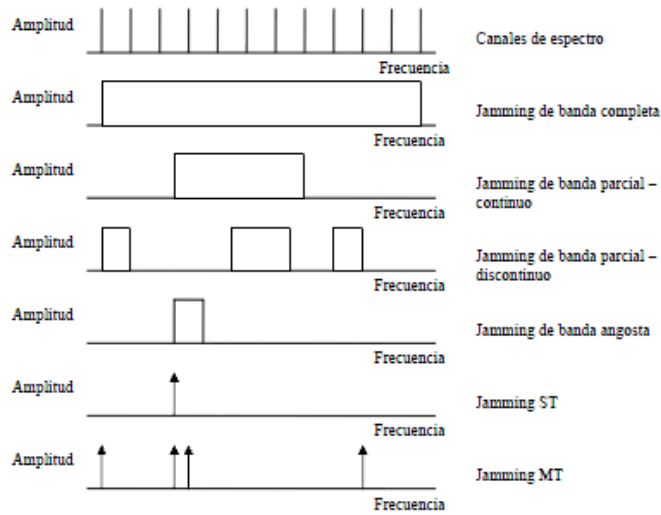 Amplitud
Canales de espectro
Frecuencia
Amplitud
Jamming de banda completa
Frecuencia
Amplitud
Jamming de banda parcial –
continuo
Frecuencia
Amplitud
Jamming de banda parcial –
discontinuo
Frecuencia
Amplitud
Jamming de banda angosta
Frecuencia
Amplitud
Jamming ST
Frecuencia
Amplitud
Jamming MT
Frecuencia